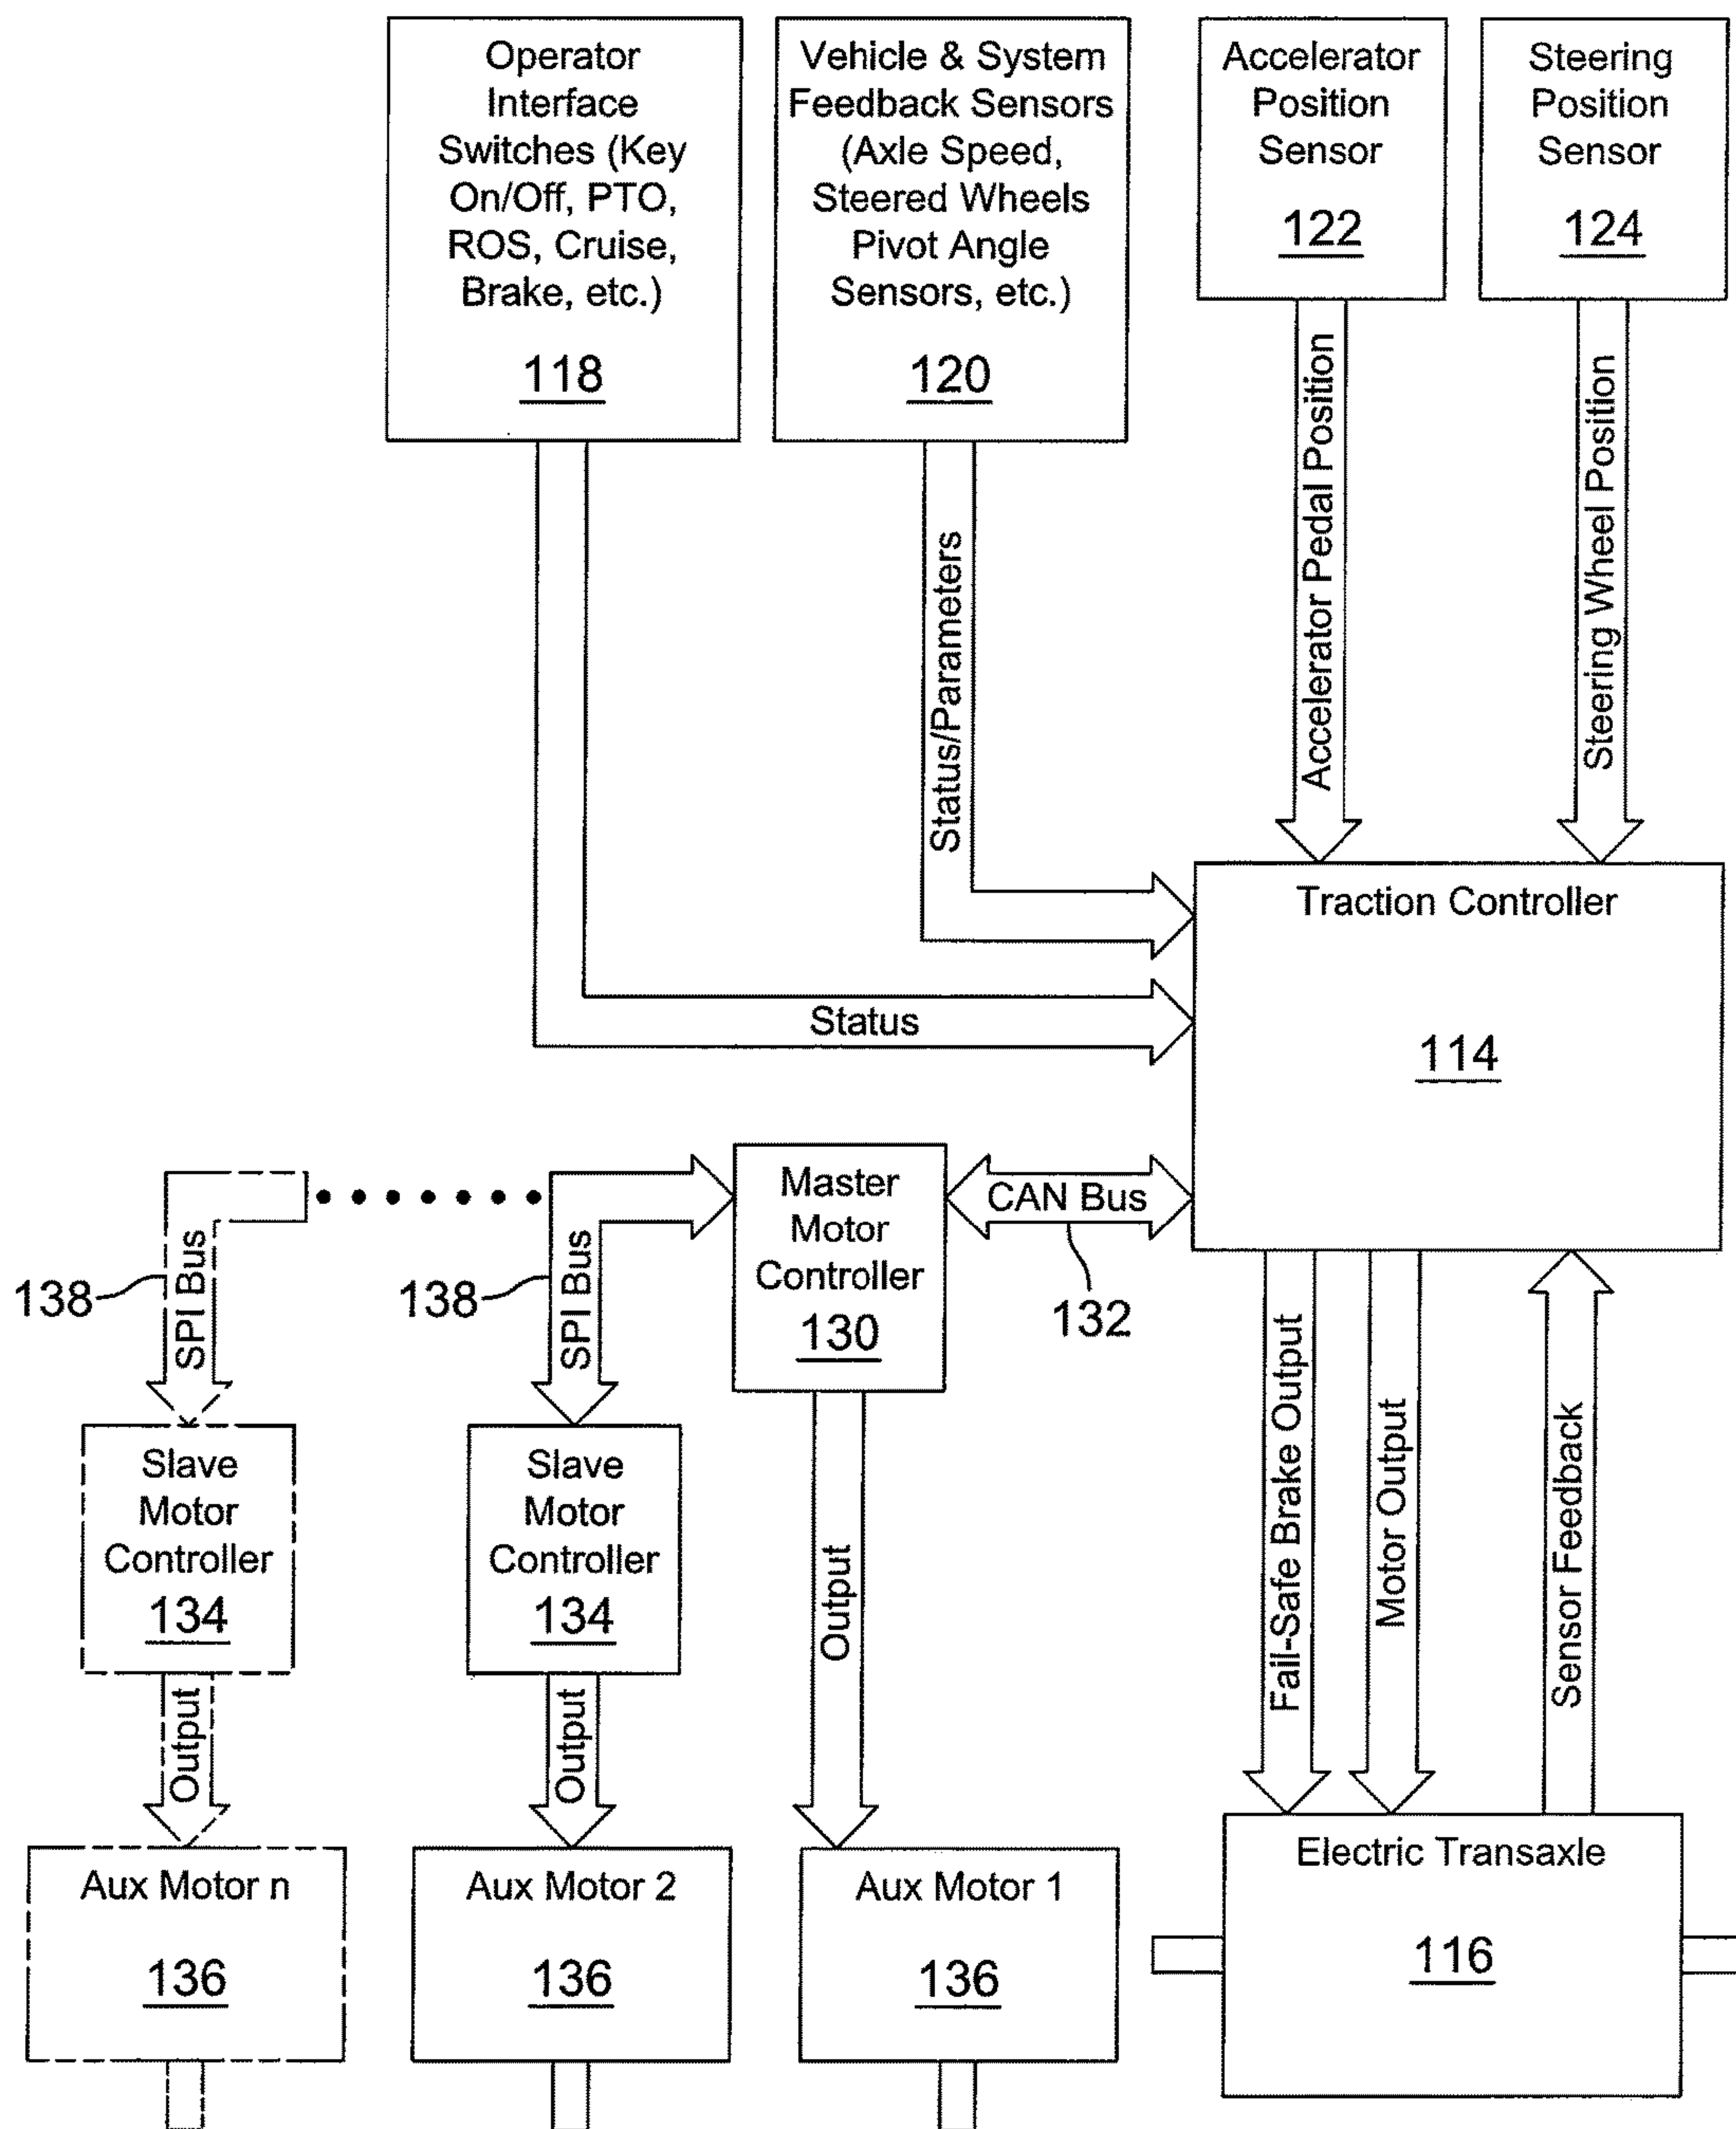 Operator
Interface
Switches (Key
On/Off, PTO,
ROS, Cruise,
Brake, etc.)
118
Vehicle & System
Feedback Sensors
(Axle Speed,
Steered Wheels
Pivot Angle
Sensors, etc.)
120
Accelerator
Position
Sensor
122
Steering
Position
Sensor
124
Status/Parameters
Accelerator Pedal Position
Steering Wheel Position
Status
Traction Controller
114
Master
Motor
Controller
130
CAN Bus
132
138
SPI Bus
138
SPI Bus
Slave
Motor
Controller
134
Slave
Motor
Controller
134
Output
Output
Output
Fail-Safe Brake Output
Motor Output
Sensor Feedback
Aux Motor n
136
Aux Motor 2
136
Aux Motor 1
136
Electric Transaxle
116